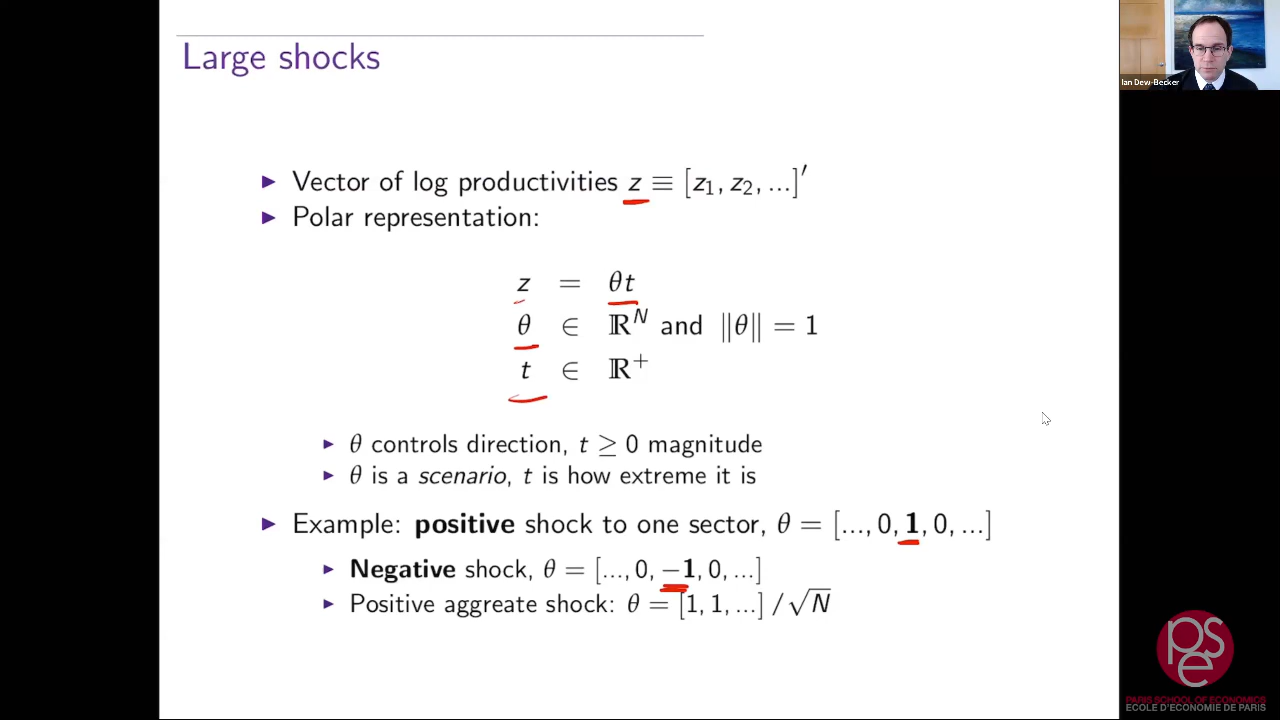 Large shocks
Ian Dew-Becker
▶ Vector of log productivities z ≡ [z₁, z₂, ...]′
▶ Polar representation:
z = θt
θ ∈ ℝᴺ and ‖θ‖ = 1
t ∈ ℝ⁺
▶ θ controls direction, t ≥ 0 magnitude
▶ θ is a scenario, t is how extreme it is
▶ Example: positive shock to one sector, θ = [..., 0, 1, 0, ...]
▶ Negative shock, θ = [..., 0, −1, 0, ...]
▶ Positive aggreate shock: θ = [1, 1, ...] /√N
pse
PARIS SCHOOL OF ECONOMICS
ECOLE D'ECONOMIE DE PARIS